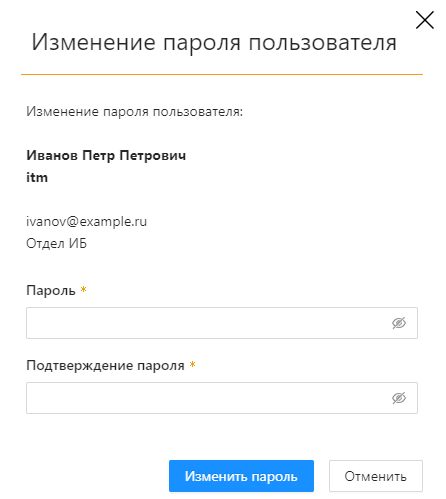 Изменение пароля пользователя
Изменение пароля пользователя:
Иванов Петр Петрович
itm
ivanov@example.ru
Отдел ИБ
Пароль *
Подтверждение пароля *
Изменить пароль
Отменить